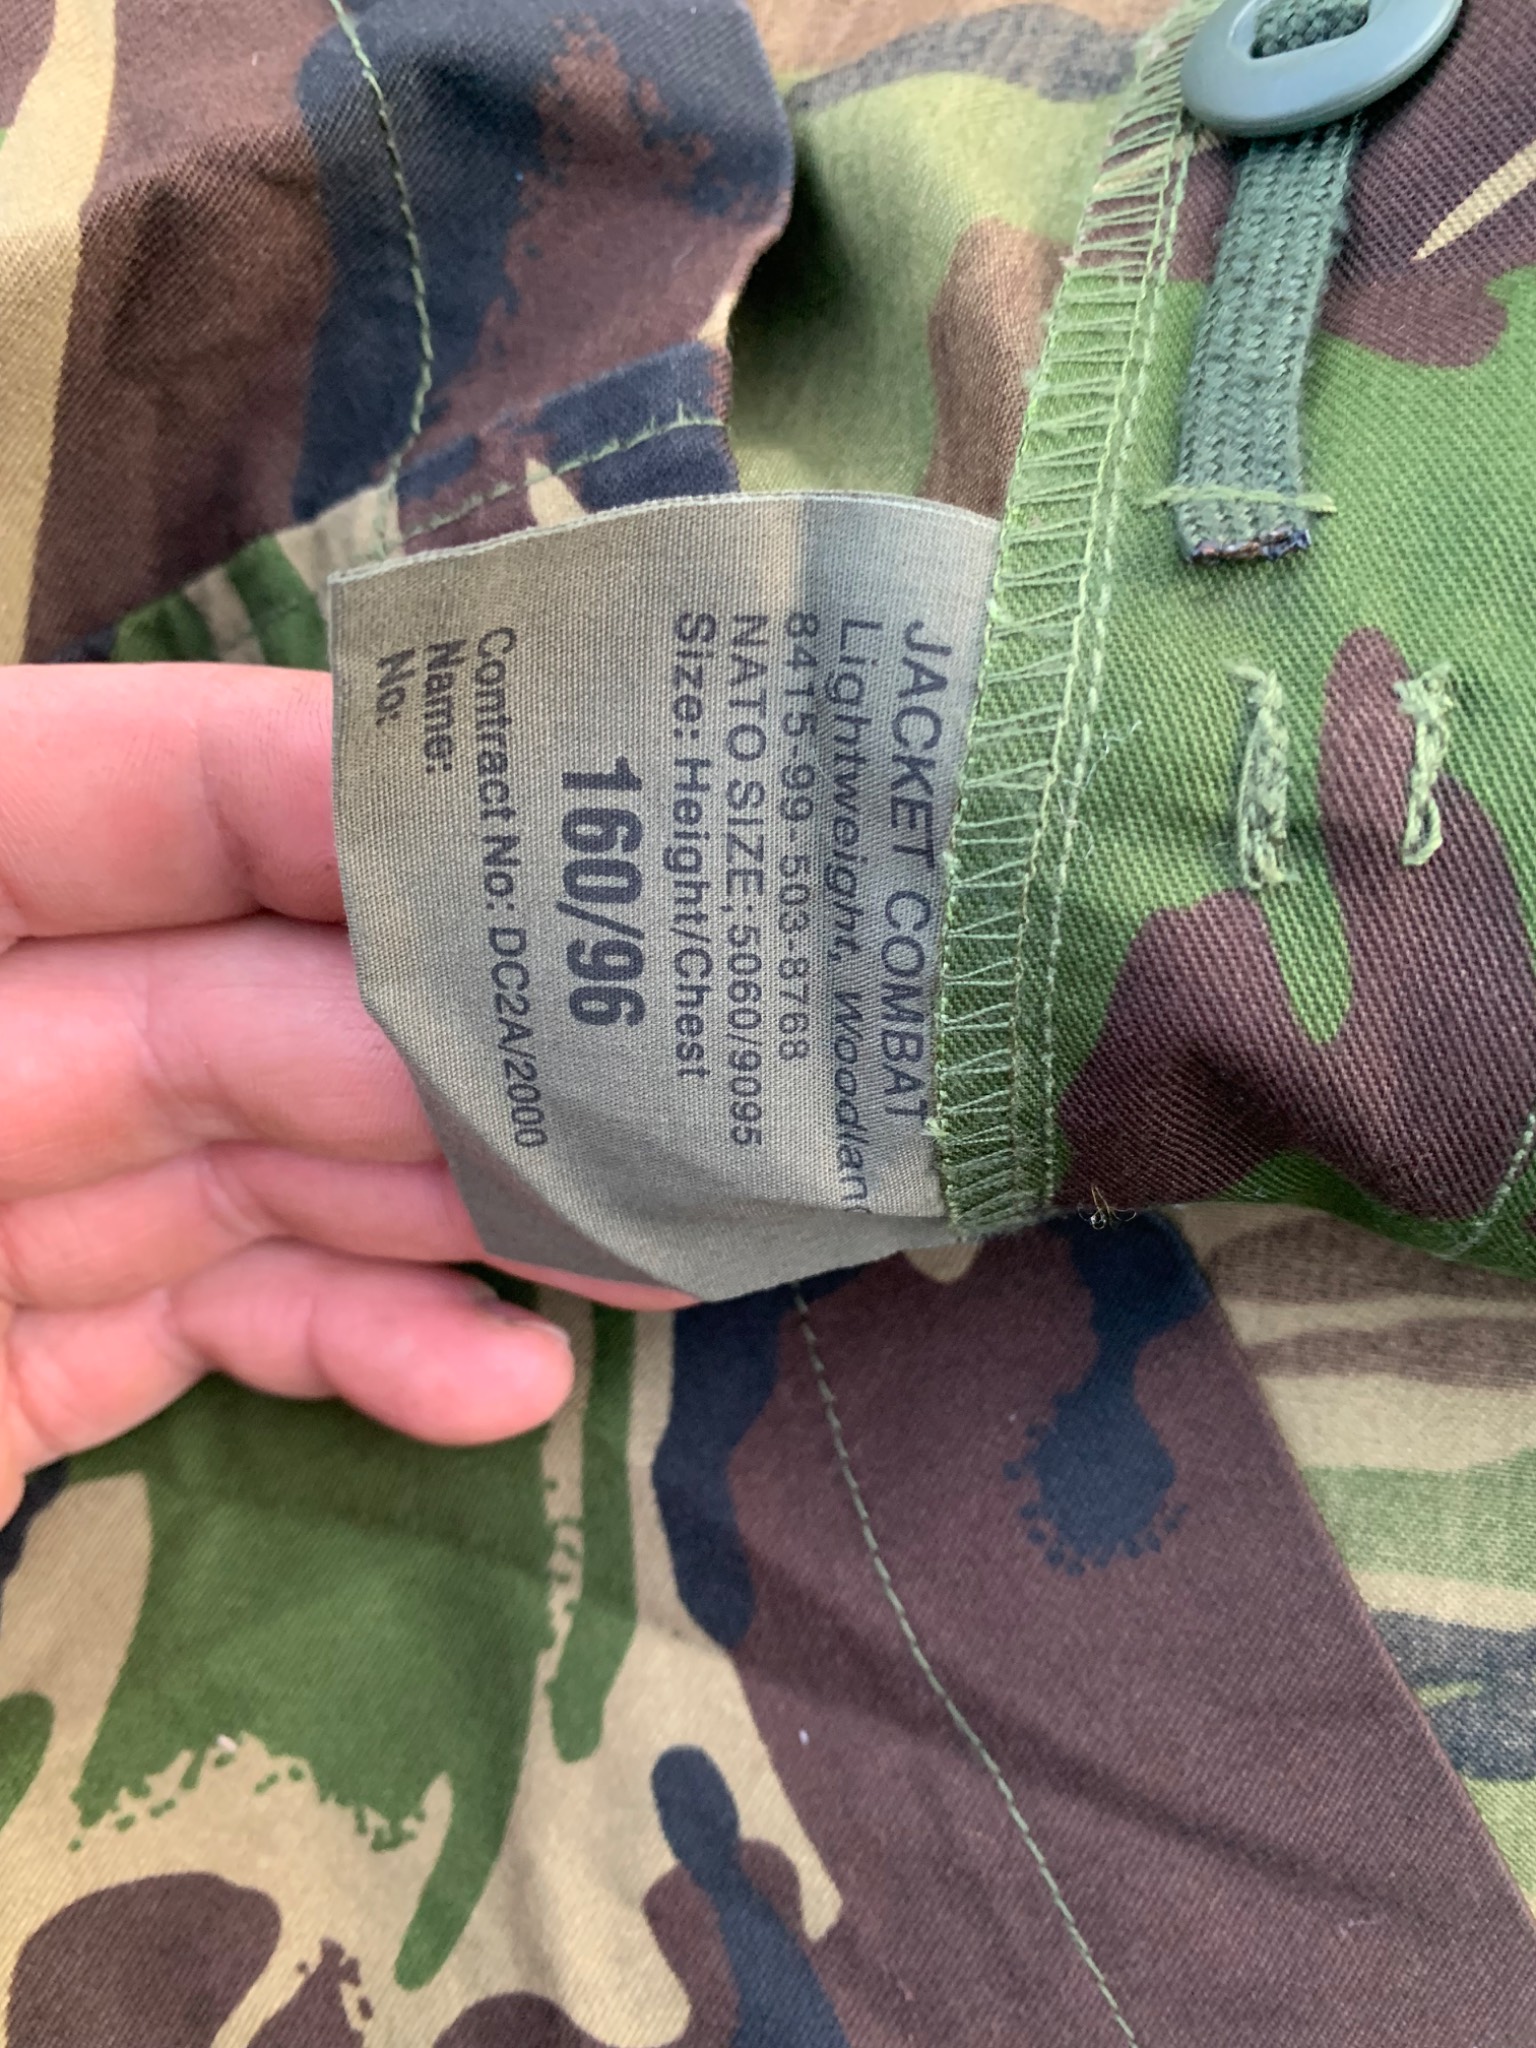 JACKET COMBAT
Lightweight, Woodland
8415-99-503-8768
NATO SIZE;5060/9095
Size: Height/Chest
160/96
Contract No: DC2A/2000
Name:
No: